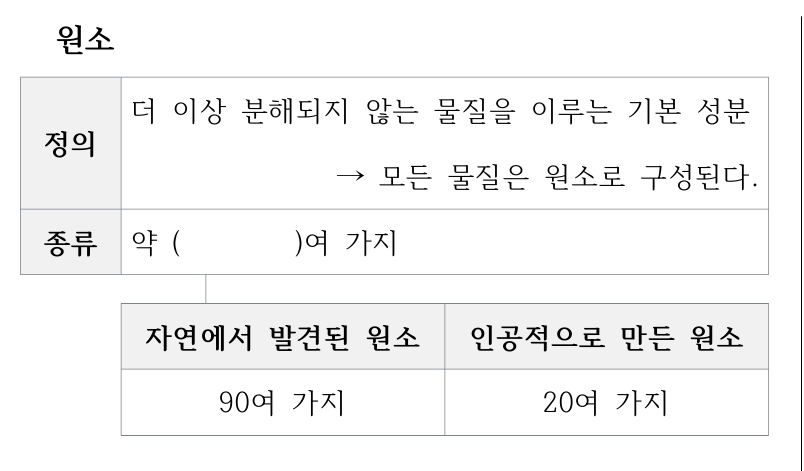 원소
정의
더 이상 분해되지 않는 물질을 이루는 기본 성분
→ 모든 물질은 원소로 구성된다.
종류
약 (        )여 가지
자연에서 발견된 원소
인공적으로 만든 원소
90여 가지
20여 가지